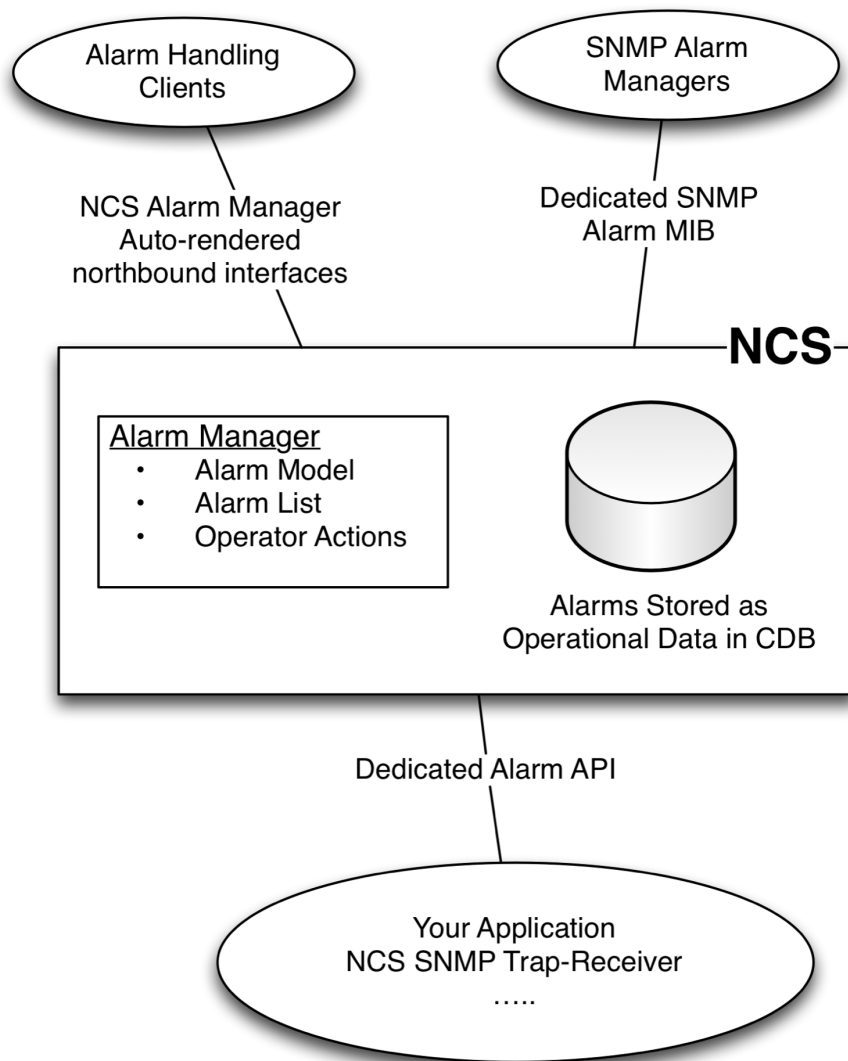 Alarm Handling
Clients
SNMP Alarm
Managers
NCS Alarm Manager
Auto-rendered
northbound interfaces
Dedicated SNMP
Alarm MIB
NCS
Alarm Manager
• Alarm Model
• Alarm List
• Operator Actions
Alarms Stored as
Operational Data in CDB
Dedicated Alarm API
Your Application
NCS SNMP Trap-Receiver
…..